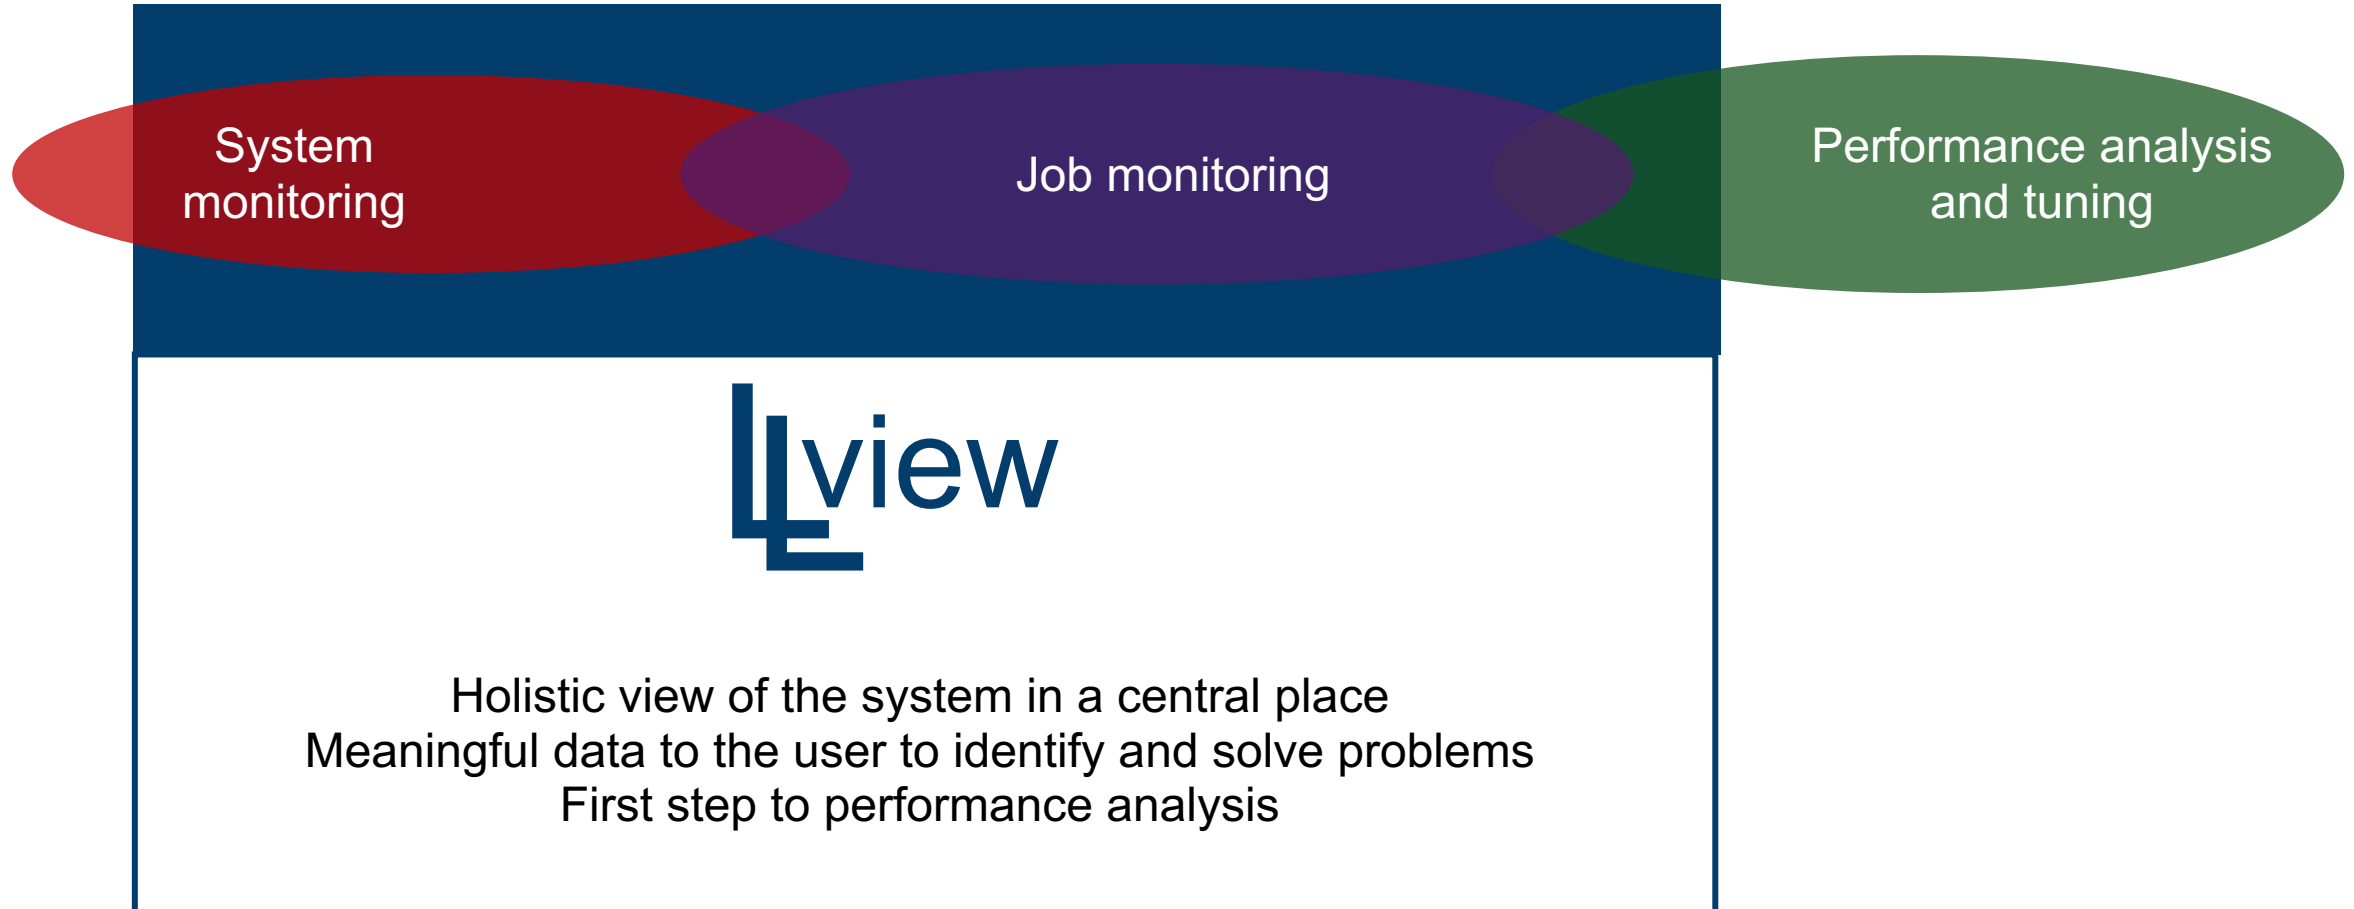 System
monitoring
Job monitoring
Performance analysis
and tuning
LLview
Holistic view of the system in a central place
Meaningful data to the user to identify and solve problems
First step to performance analysis